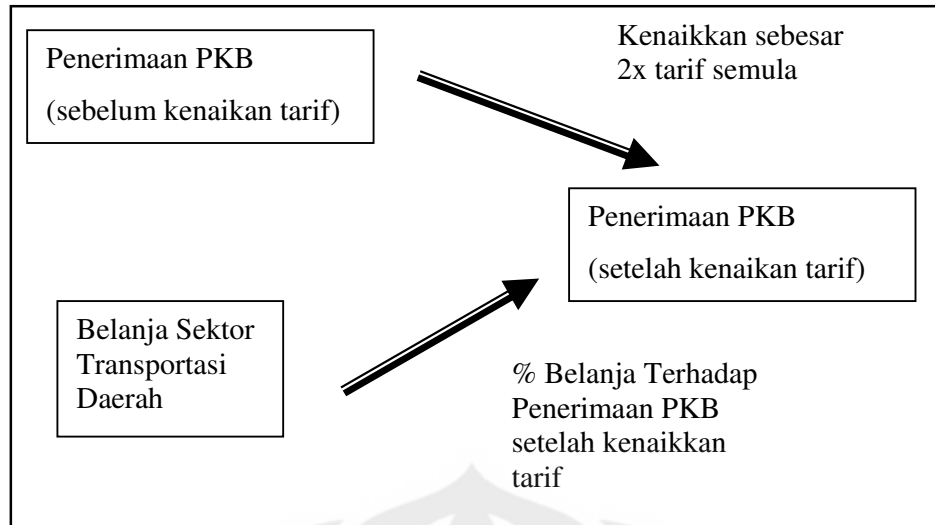 Penerimaan PKB
(sebelum kenaikan tarif)
Kenaikkan sebesar
2x tarif semula
Penerimaan PKB
(setelah kenaikan tarif)
Belanja Sektor
Transportasi
Daerah
% Belanja Terhadap
Penerimaan PKB
setelah kenaikkan
tarif